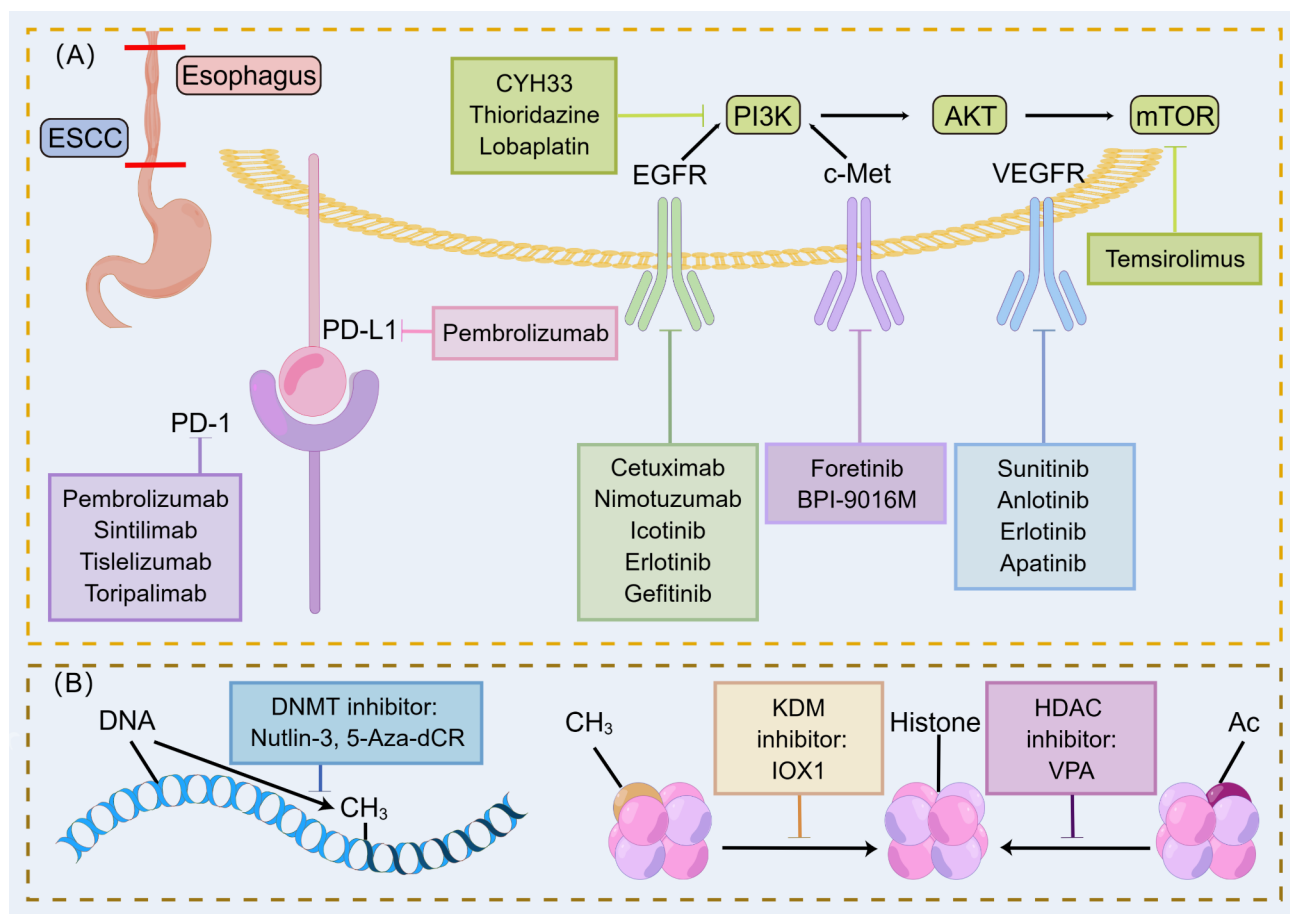 (A)
Esophagus
ESCC
CYH33
Thioridazine
Lobaplatin
PI3K
AKT
mTOR
EGFR
c-Met
VEGFR
Temsirolimus
PD-L1
Pembrolizumab
PD-1
Pembrolizumab
Sintilimab
Tislelizumab
Toripalimab
Cetuximab
Nimotuzumab
Icotinib
Erlotinib
Gefitinib
Foretinib
BPI-9016M
Sunitinib
Anlotinib
Erlotinib
Apatinib
(B)
DNA
DNMT inhibitor:
Nutlin-3, 5-Aza-dCR
CH₃
CH₃
KDM
inhibitor:
IOX1
Histone
HDAC
inhibitor:
VPA
Ac